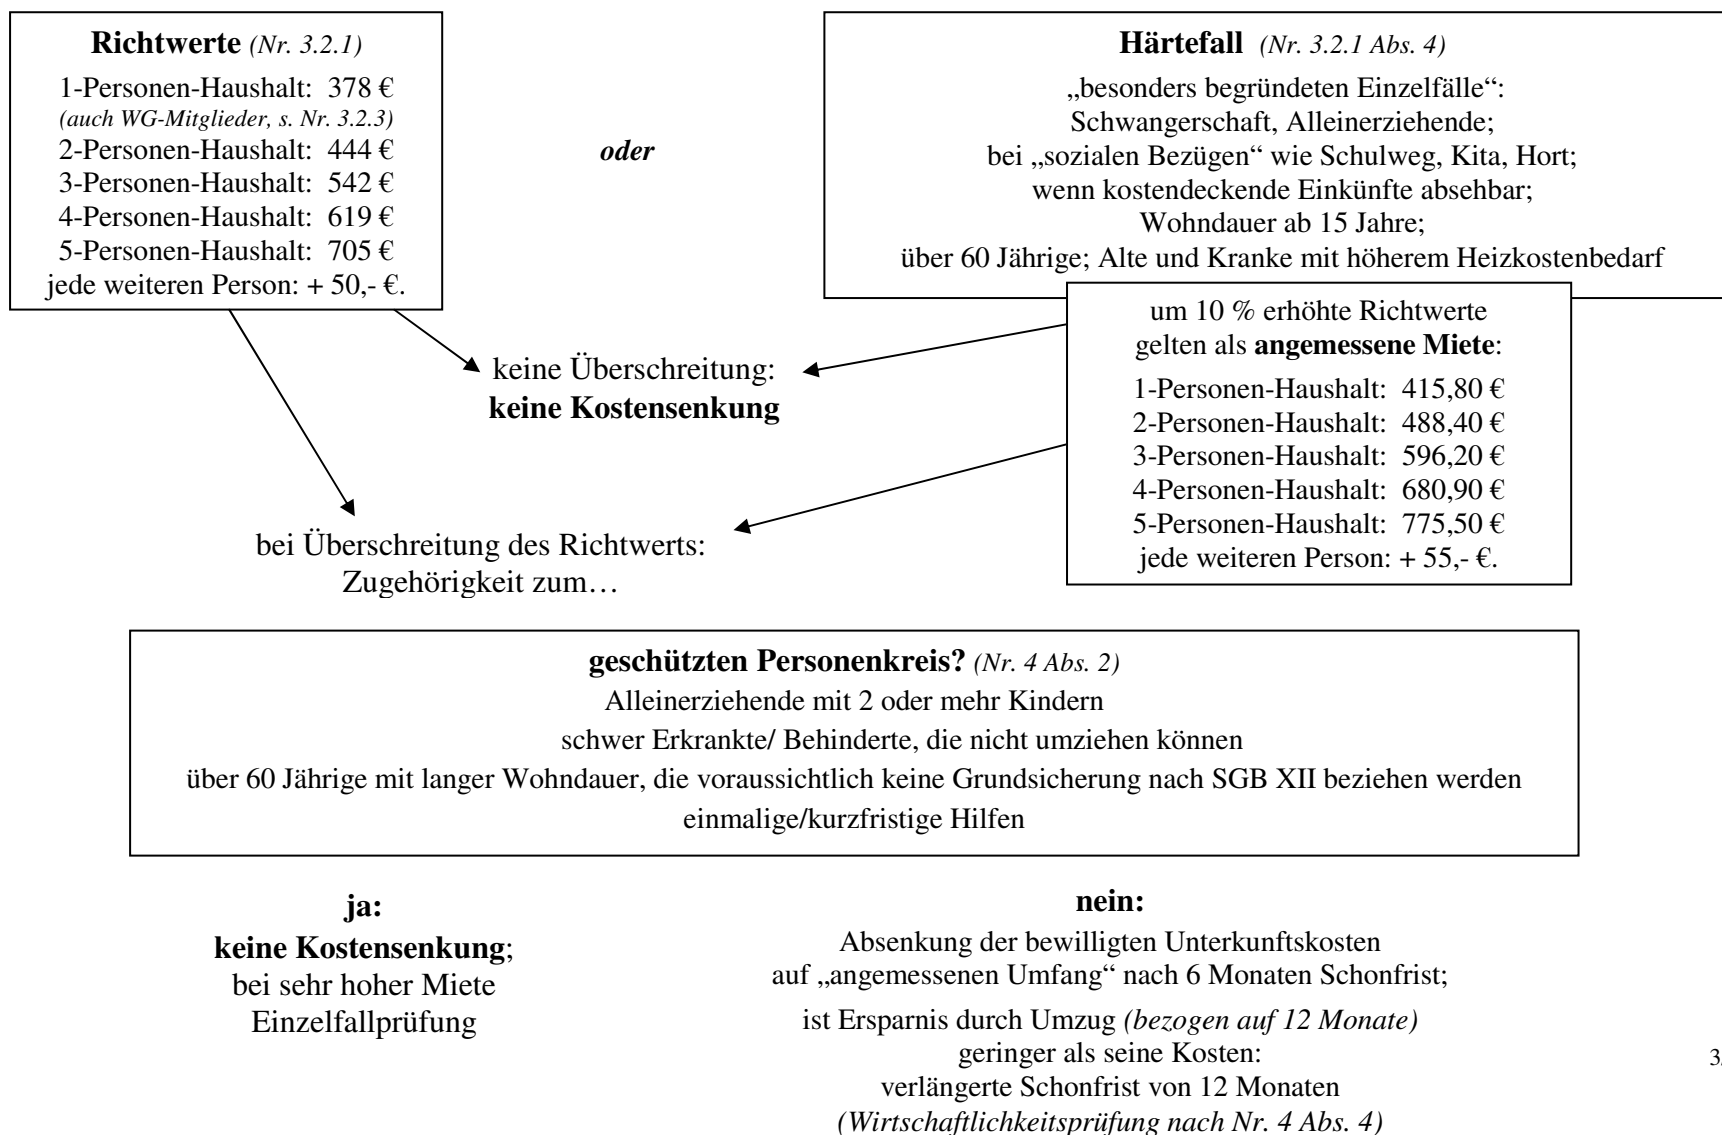 Richtwerte (Nr. 3.2.1)
1-Personen-Haushalt: 378 €
(auch WG-Mitglieder, s. Nr. 3.2.3)
2-Personen-Haushalt: 444 €
3-Personen-Haushalt: 542 €
4-Personen-Haushalt: 619 €
5-Personen-Haushalt: 705 €
jede weiteren Person: + 50,- €.
oder
Härtefall (Nr. 3.2.1 Abs. 4)
„besonders begründeten Einzelfälle“:
Schwangerschaft, Alleinerziehende;
bei „sozialen Bezügen“ wie Schulweg, Kita, Hort;
wenn kostendeckende Einkünfte absehbar;
Wohndauer ab 15 Jahre;
über 60 Jährige; Alte und Kranke mit höherem Heizkostenbedarf
um 10 % erhöhte Richtwerte
gelten als angemessene Miete:
1-Personen-Haushalt: 415,80 €
2-Personen-Haushalt: 488,40 €
3-Personen-Haushalt: 596,20 €
4-Personen-Haushalt: 680,90 €
5-Personen-Haushalt: 775,50 €
jede weiteren Person: + 55,- €.
keine Überschreitung:
keine Kostensenkung
bei Überschreitung des Richtwerts:
Zugehörigkeit zum…
geschützten Personenkreis? (Nr. 4 Abs. 2)
Alleinerziehende mit 2 oder mehr Kindern
schwer Erkrankte/ Behinderte, die nicht umziehen können
über 60 Jährige mit langer Wohndauer, die voraussichtlich keine Grundsicherung nach SGB XII beziehen werden
einmalige/kurzfristige Hilfen
ja:
keine Kostensenkung;
bei sehr hoher Miete
Einzelfallprüfung
nein:
Absenkung der bewilligten Unterkunftskosten
auf „angemessenen Umfang“ nach 6 Monaten Schonfrist;
ist Ersparnis durch Umzug (bezogen auf 12 Monate)
geringer als seine Kosten:
verlängerte Schonfrist von 12 Monaten
(Wirtschaftlichkeitsprüfung nach Nr. 4 Abs. 4)